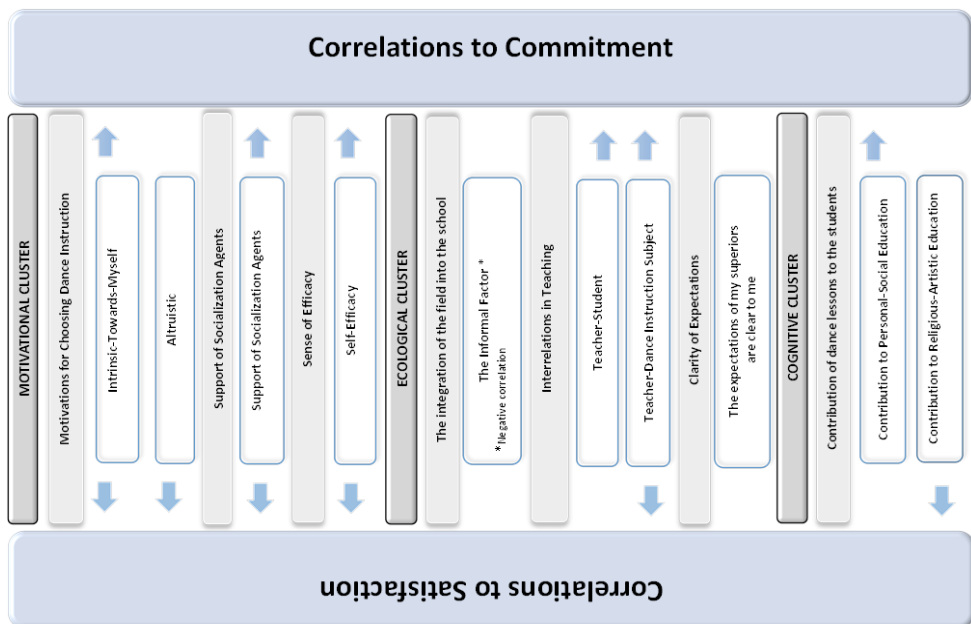 Correlations to Commitment
MOTIVATIONAL CLUSTER
Motivations for Choosing Dance Instruction
Intrinsic-Towards-Myself
Altruistic
Support of Socialization Agents
Support of Socialization Agents
Sense of Efficacy
Self-Efficacy
ECOLOGICAL CLUSTER
The integration of the field into the school
The Informal Factor *
*Negative correlation
Interrelations in Teaching
Teacher-Student
Teacher-Dance Instruction Subject
Clarity of Expectations
The expectations of my superiors
are clear to me
COGNITIVE CLUSTER
Contribution of dance lessons to the students
Contribution to Personal-Social Education
Contribution to Religious-Artistic Education
Correlations to Satisfaction